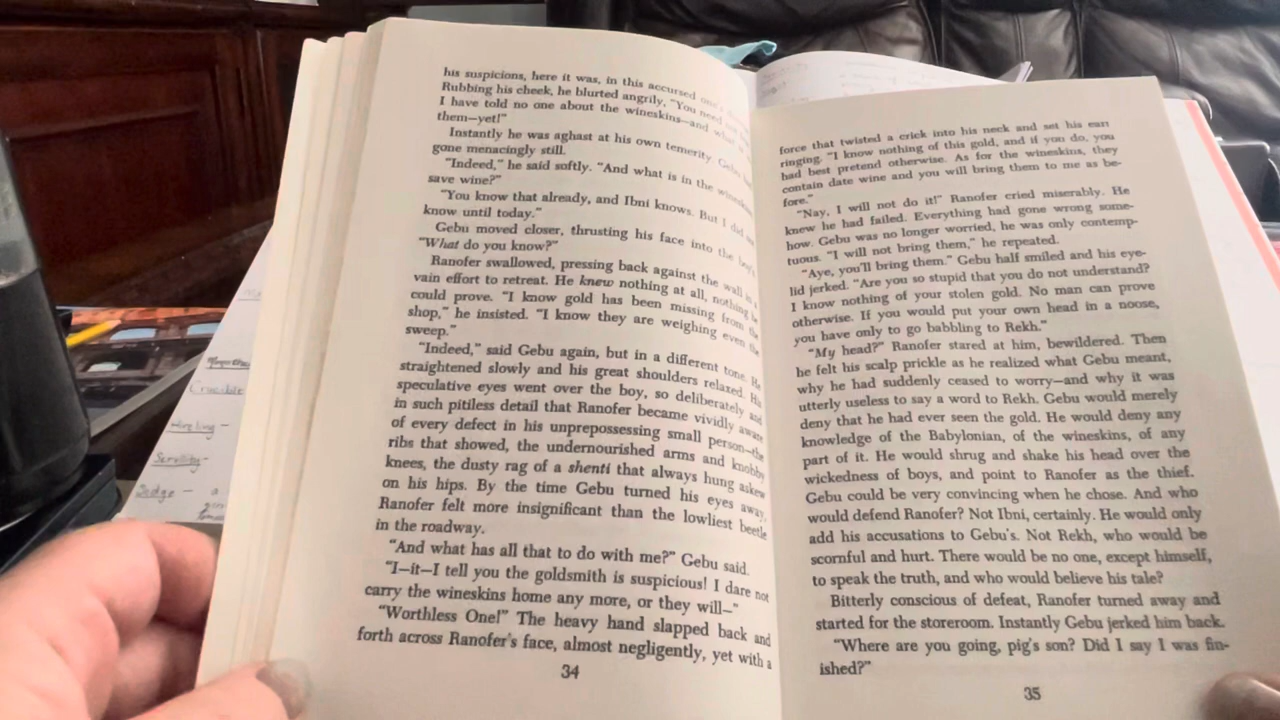 his suspicions, here it was, in this accursed
Rubbing his cheek, he blurted angrily, "You need
I have told no one about the wineskins—and
them—yet!"
Instantly he was aghast at his own temerity. Gebu had
gone menacingly still.
"Indeed," he said softly. "And what is in the wineskins
save wine?"
"You know that already, and Ibni knows. But I did not
know until today."
Gebu moved closer, thrusting his face into the boy's
"What do you know?"
Ranofer swallowed, pressing back against the wall in a
vain effort to retreat. He knew nothing at all, nothing he
could prove. "I know gold has been missing from the
shop," he insisted. "I know they are weighing even the
sweep."
"Indeed," said Gebu again, but in a different tone. He
straightened slowly and his great shoulders relaxed. His
speculative eyes went over the boy, so deliberately and
in such pitiless detail that Ranofer became vividly aware
of every defect in his unprepossessing small person—the
ribs that showed, the undernourished arms and knobby
knees, the dusty rag of a shenti that always hung askew
on his hips. By the time Gebu turned his eyes away,
Ranofer felt more insignificant than the lowliest beetle
in the roadway.
"And what has all that to do with me?" Gebu said.
"I—it—I tell you the goldsmith is suspicious! I dare not
carry the wineskins home any more, or they will—"
"Worthless One!" The heavy hand slapped back and
forth across Ranofer's face, almost negligently, yet with a
34
force that twisted a crick into his neck and set his ears
ringing. "I know nothing of this gold, and if you do, you
had best pretend otherwise. As for the wineskins, they
contain date wine and you will bring them to me as be-
fore."
"Nay, I will not do it!" Ranofer cried miserably. He
knew he had failed. Everything had gone wrong some-
how. Gebu was no longer worried, he was only contemp-
tuous. "I will not bring them," he repeated.
"Aye, you'll bring them." Gebu half smiled and his eye-
lid jerked. "Are you so stupid that you do not understand?
I know nothing of your stolen gold. No man can prove
otherwise. If you would put your own head in a noose,
you have only to go babbling to Rekh."
"My head?" Ranofer stared at him, bewildered. Then
he felt his scalp prickle as he realized what Gebu meant,
why he had suddenly ceased to worry—and why it was
utterly useless to say a word to Rekh. Gebu would merely
deny that he had ever seen the gold. He would deny any
knowledge of the Babylonian, of the wineskins, of any
part of it. He would shrug and shake his head over the
wickedness of boys, and point to Ranofer as the thief.
Gebu could be very convincing when he chose. And who
would defend Ranofer? Not Ibni, certainly. He would only
add his accusations to Gebu's. Not Rekh, who would be
scornful and hurt. There would be no one, except himself,
to speak the truth, and who would believe his tale?
Bitterly conscious of defeat, Ranofer turned away and
started for the storeroom. Instantly Gebu jerked him back.
"Where are you going, pig's son? Did I say I was fin-
ished?"
35
Crucible
Hireling -
Servility-
Sedge - a